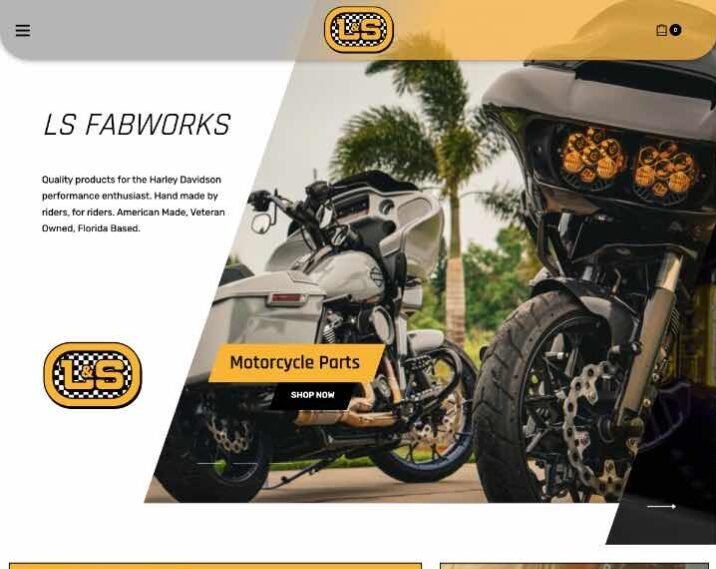 L&S
0
LS FABWORKS
Quality products for the Harley Davidson
performance enthusiast. Hand made by
riders, for riders. American Made, Veteran
Owned, Florida Based.
L&S
Motorcycle Parts
SHOP NOW